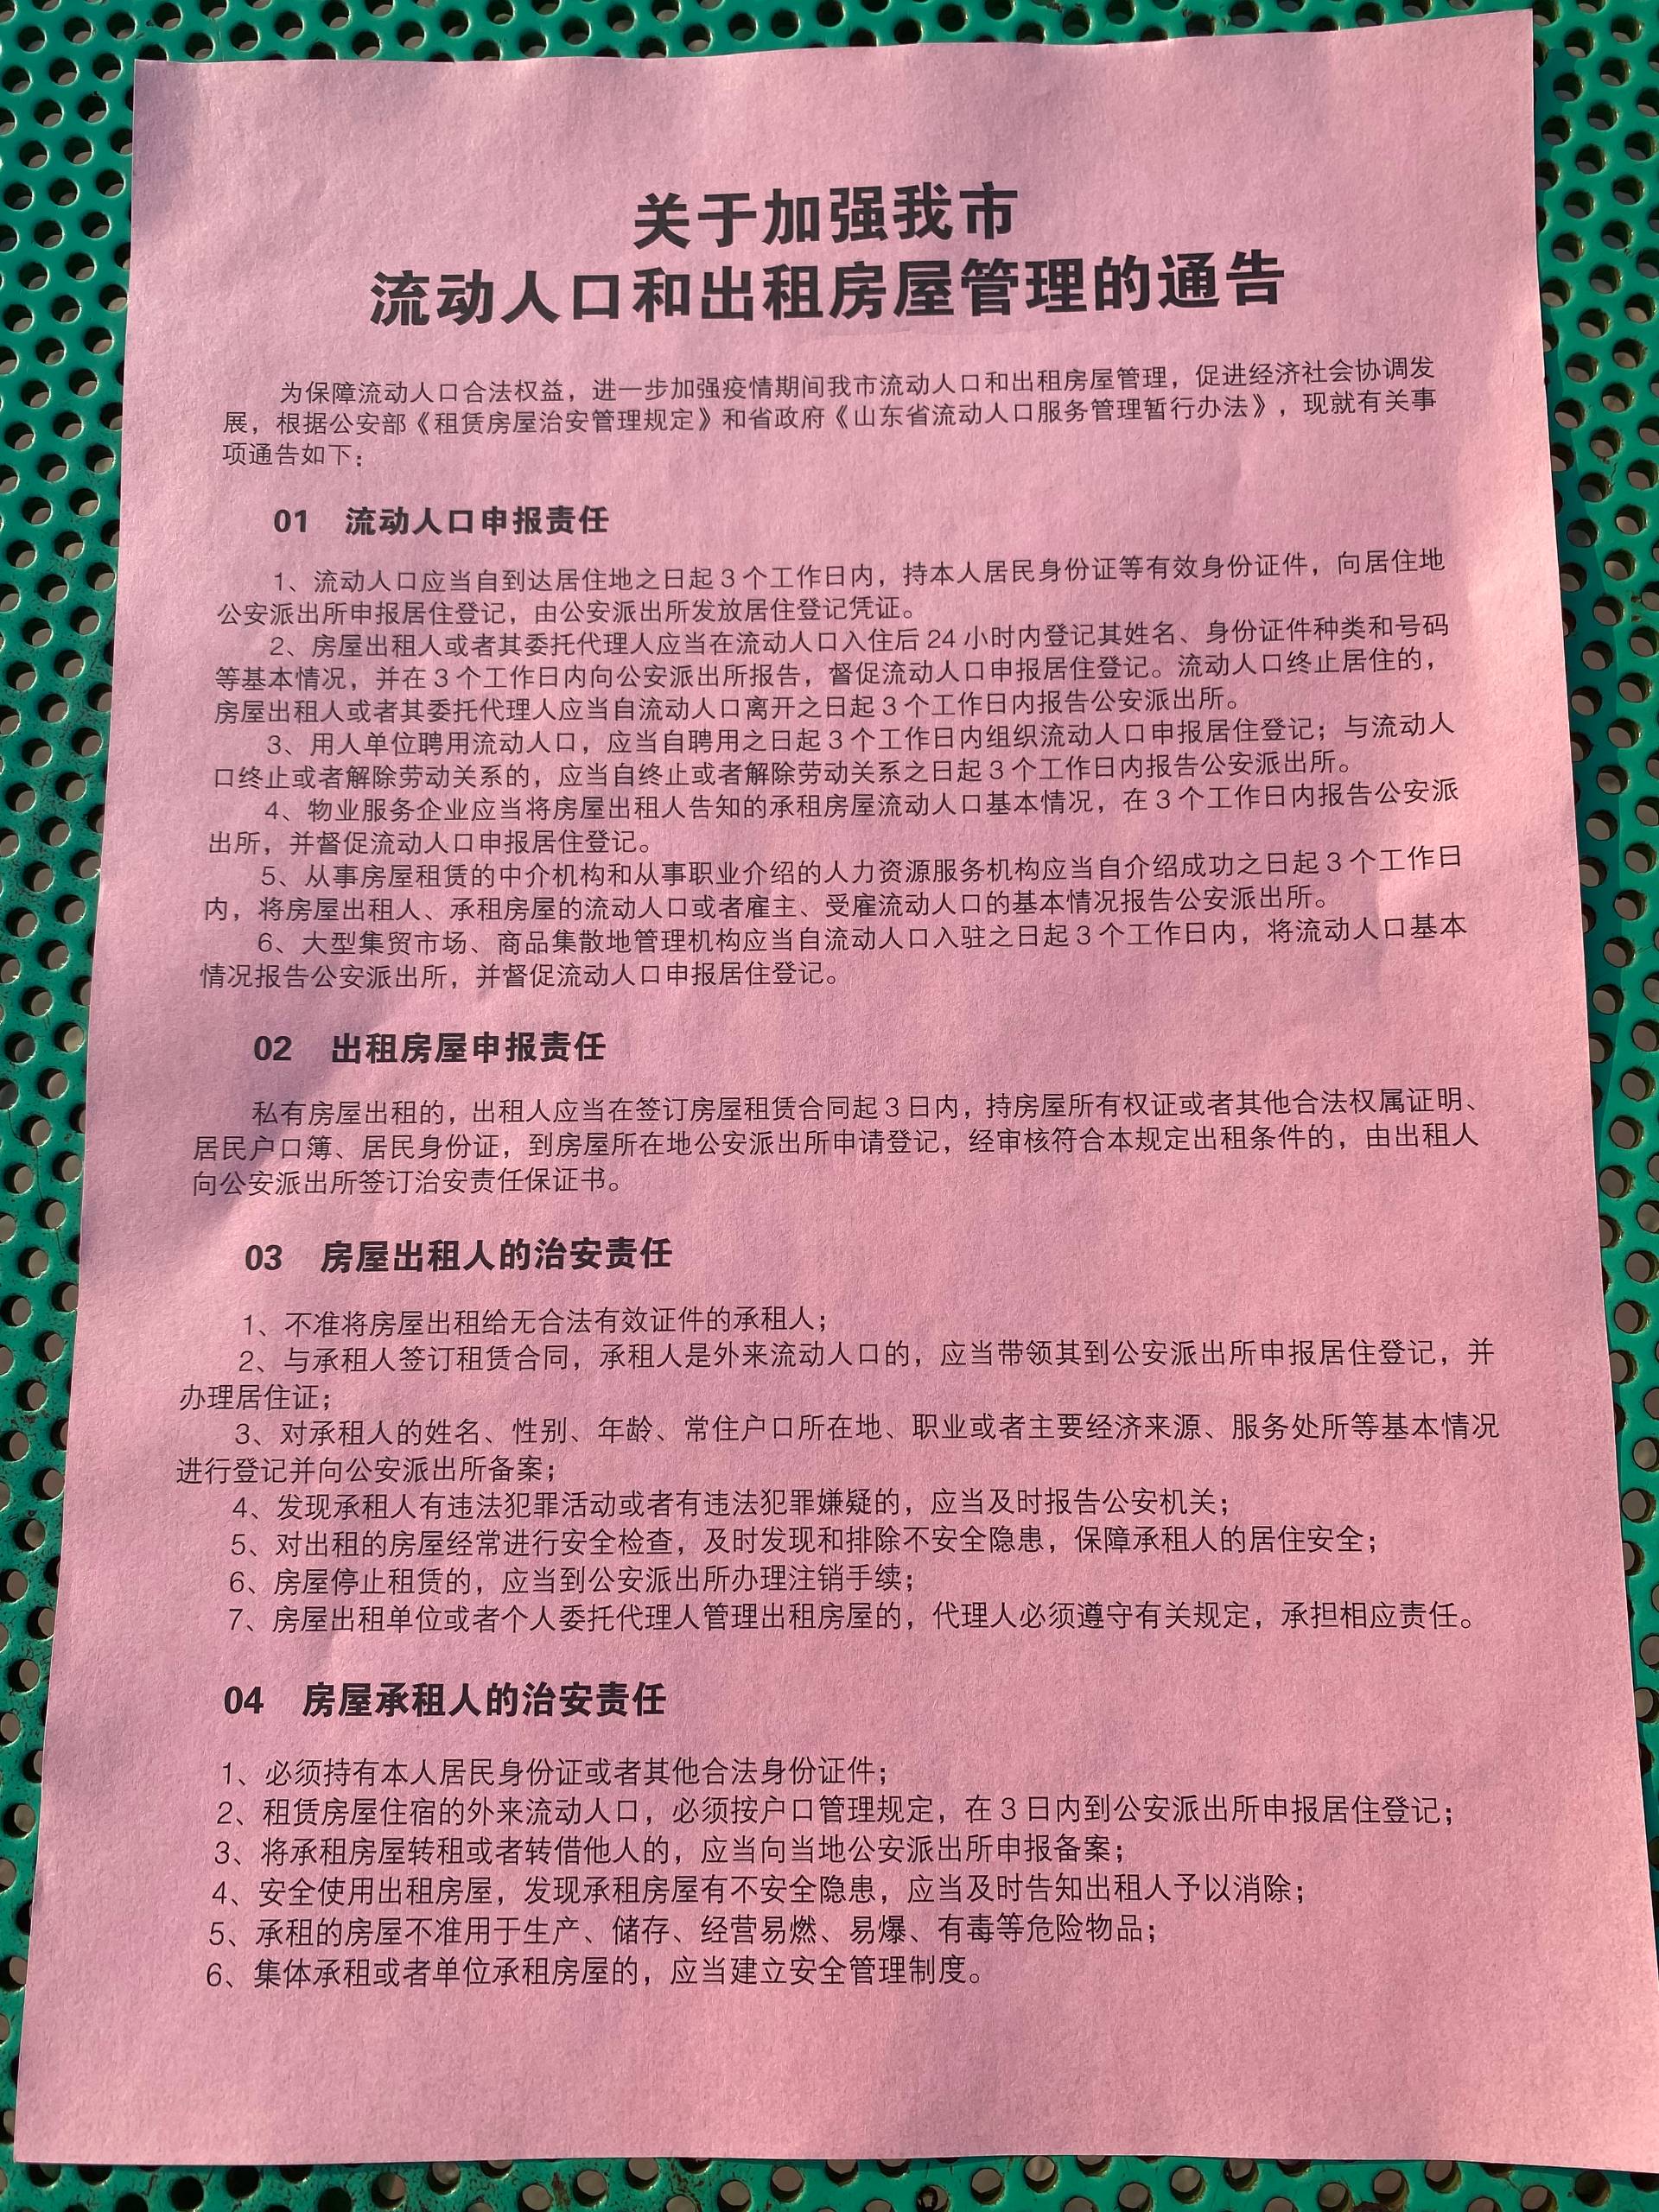 关于加强我市
流动人口和出租房屋管理的通告
为保障流动人口合法权益，进一步加强疫情期间我市流动人口和出租房屋管理，促进经济社会协调发
展，根据公安部《租赁房屋治安管理规定》和省政府《山东省流动人口服务管理暂行办法》，现就有关事
项通告如下：
01 流动人口申报责任
1、流动人口应当自到达居住地之日起3个工作日内，持本人居民身份证等有效身份证件，向居住地
公安派出所申报居住登记，由公安派出所发放居住登记凭证。
2、房屋出租人或者其委托代理人应当在流动人口入住后24小时内登记其姓名、身份证件种类和号码
等基本情况，并在3个工作日内向公安派出所报告，督促流动人口申报居住登记。流动人口终止居住的，
房屋出租人或者其委托代理人应当自流动人口离开之日起3个工作日内报告公安派出所。
3、用人单位聘用流动人口，应当自聘用之日起3个工作日内组织流动人口申报居住登记；与流动人
口终止或者解除劳动关系的，应当自终止或者解除劳动关系之日起3个工作日内报告公安派出所。
4、物业服务企业应当将房屋出租人告知的承租房屋流动人口基本情况，在3个工作日内报告公安派
出所，并督促流动人口申报居住登记。
5、从事房屋租赁的中介机构和从事职业介绍的人力资源服务机构应当自介绍成功之日起3个工作日
内，将房屋出租人、承租房屋的流动人口或者雇主、受雇流动人口的基本情况报告公安派出所。
6、大型集贸市场、商品集散地管理机构应当自流动人口入驻之日起3个工作日内，将流动人口基本
情况报告公安派出所，并督促流动人口申报居住登记。
02 出租房屋申报责任
私有房屋出租的，出租人应当在签订房屋租赁合同起3日内，持房屋所有权证或者其他合法权属证明、
居民户口簿、居民身份证，到房屋所在地公安派出所申请登记，经审核符合本规定出租条件的，由出租人
向公安派出所签订治安责任保证书。
03 房屋出租人的治安责任
1、不准将房屋出租给无合法有效证件的承租人；
2、与承租人签订租赁合同，承租人是外来流动人口的，应当带领其到公安派出所申报居住登记，并
办理居住证；
3、对承租人的姓名、性别、年龄、常住户口所在地、职业或者主要经济来源、服务处所等基本情况
进行登记并向公安派出所备案；
4、发现承租人有违法犯罪活动或者有违法犯罪嫌疑的，应当及时报告公安机关；
5、对出租的房屋经常进行安全检查，及时发现和排除不安全隐患，保障承租人的居住安全；
6、房屋停止租赁的，应当到公安派出所办理注销手续；
7、房屋出租单位或者个人委托代理人管理出租房屋的，代理人必须遵守有关规定，承担相应责任。
04 房屋承租人的治安责任
1、必须持有本人居民身份证或者其他合法身份证件；
2、租赁房屋住宿的外来流动人口，必须按户口管理规定，在3日内到公安派出所申报居住登记；
3、将承租房屋转租或者转借他人的，应当向当地公安派出所申报备案；
4、安全使用出租房屋，发现承租房屋有不安全隐患，应当及时告知出租人予以消除；
5、承租的房屋不准用于生产、储存、经营易燃、易爆、有毒等危险物品；
6、集体承租或者单位承租房屋的，应当建立安全管理制度。